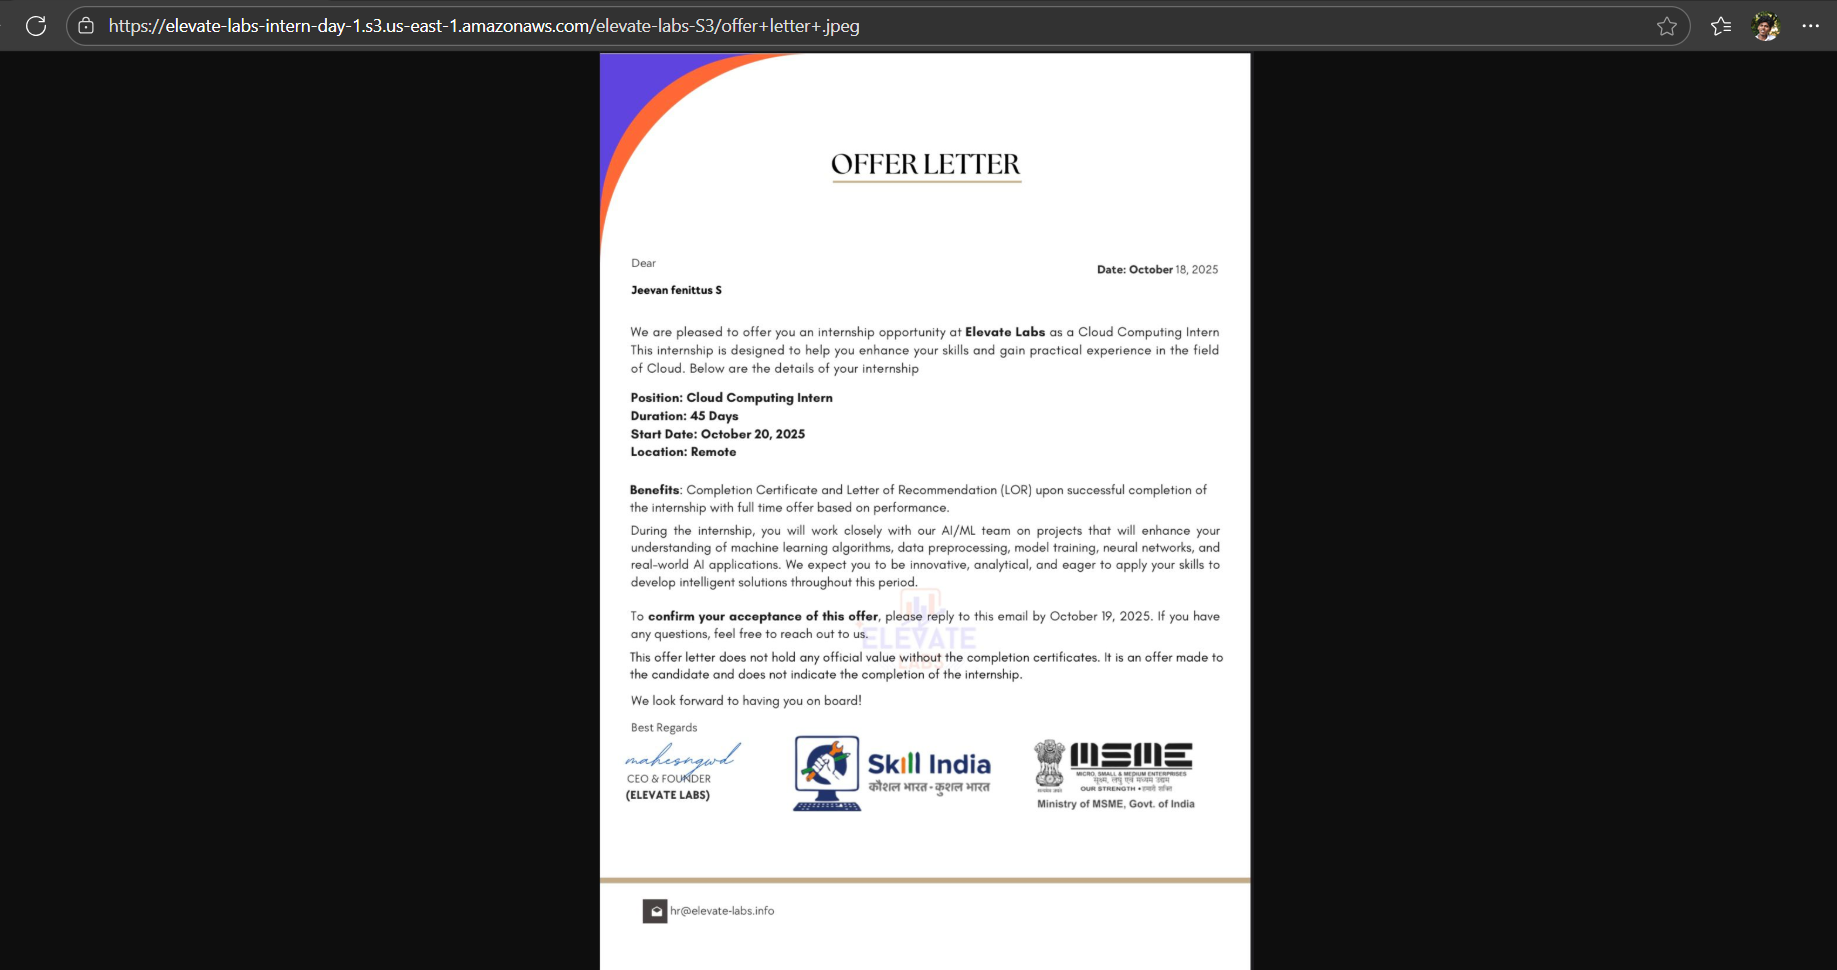 https://elevate-labs-intern-day-1.s3.us-east-1.amazonaws.com/elevate-labs-S3/offer+letter+.jpeg
OFFER LETTER
Dear
Date: October 18, 2025
Jeevan fenittus S
We are pleased to offer you an internship opportunity at Elevate Labs as a Cloud Computing Intern
This internship is designed to help you enhance your skills and gain practical experience in the field
of Cloud. Below are the details of your internship
Position: Cloud Computing Intern
Duration: 45 Days
Start Date: October 20, 2025
Location: Remote
Benefits: Completion Certificate and Letter of Recommendation (LOR) upon successful completion of
the internship with full time offer based on performance.
During the internship, you will work closely with our AI/ML team on projects that will enhance your
understanding of machine learning algorithms, data preprocessing, model training, neural networks, and
real-world AI applications. We expect you to be innovative, analytical, and eager to apply your skills to
develop intelligent solutions throughout this period.
To confirm your acceptance of this offer, please reply to this email by October 19, 2025. If you have
any questions, feel free to reach out to us.
ELEVATE
LABS
This offer letter does not hold any official value without the completion certificates. It is an offer made to
the candidate and does not indicate the completion of the internship.
We look forward to having you on board!
Best Regards
CEO & FOUNDER
(ELEVATE LABS)
Skill India
कौशल भारत - कुशल भारत
MSME
MICRO, SMALL & MEDIUM ENTERPRISES
सूक्ष्म, लघु एवं मध्यम उद्यम
OUR STRENGTH • हमारी शक्ति
Ministry of MSME, Govt. of India
hr@elevate-labs.info